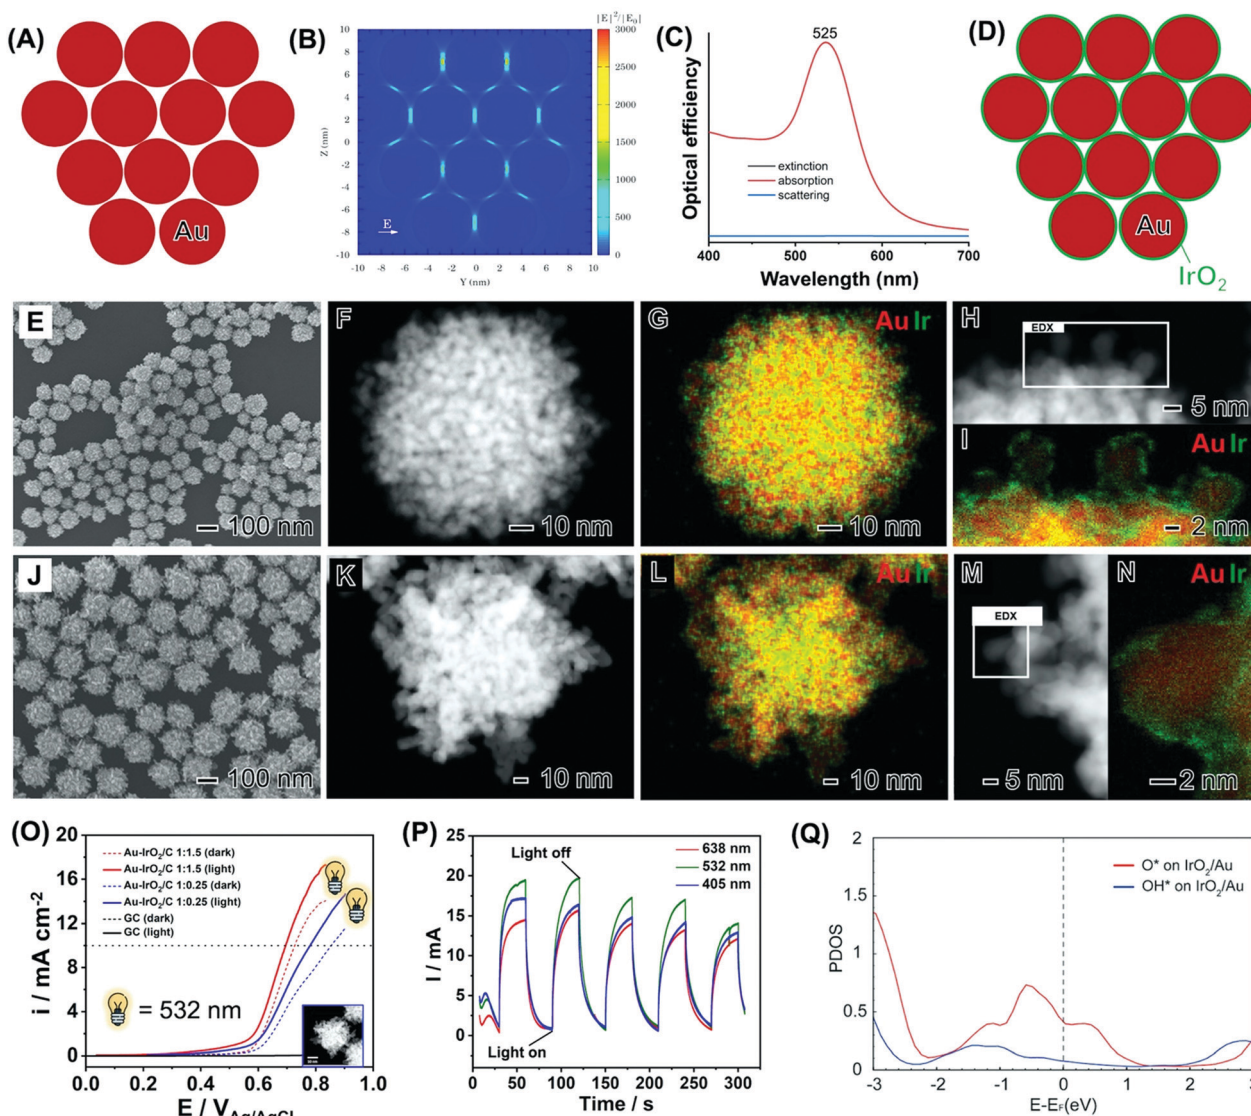 (A)
Au
(B)
|E|²/|E₀|
10
8
6
4
2
0
-2
-4
-6
-8
-10
Z (nm)
-10 -8 -6 -4 -2 0 2 4 6 8 10
Y (nm)
E
3000
2500
2000
1500
1000
500
0
(C)
525
Optical efficiency
extinction
absorption
scattering
400 500 600 700
Wavelength (nm)
(D)
Au
IrO₂
E
100 nm
F
10 nm
G
Au Ir
10 nm
H
EDX
5 nm
I
Au Ir
2 nm
J
100 nm
K
10 nm
L
Au Ir
10 nm
M
EDX
5 nm
N
Au Ir
2 nm
(O)
i / mA cm⁻²
20
16
12
8
4
0
Au-IrO₂/C 1:1.5 (dark)
Au-IrO₂/C 1:1.5 (light)
Au-IrO₂/C 1:0.25 (dark)
Au-IrO₂/C 1:0.25 (light)
GC (dark)
GC (light)
= 532 nm
0.0 0.2 0.4 0.6 0.8 1.0
E / V
(P)
I / mA
25
20
15
10
5
0
Light off
Light on
638 nm
532 nm
405 nm
0 50 100 150 200 250 300
Time / s
(Q)
PDOS
2
1
0
O* on IrO₂/Au
OH* on IrO₂/Au
-3 -2 -1 0 1 2 3
E-E_F(eV)